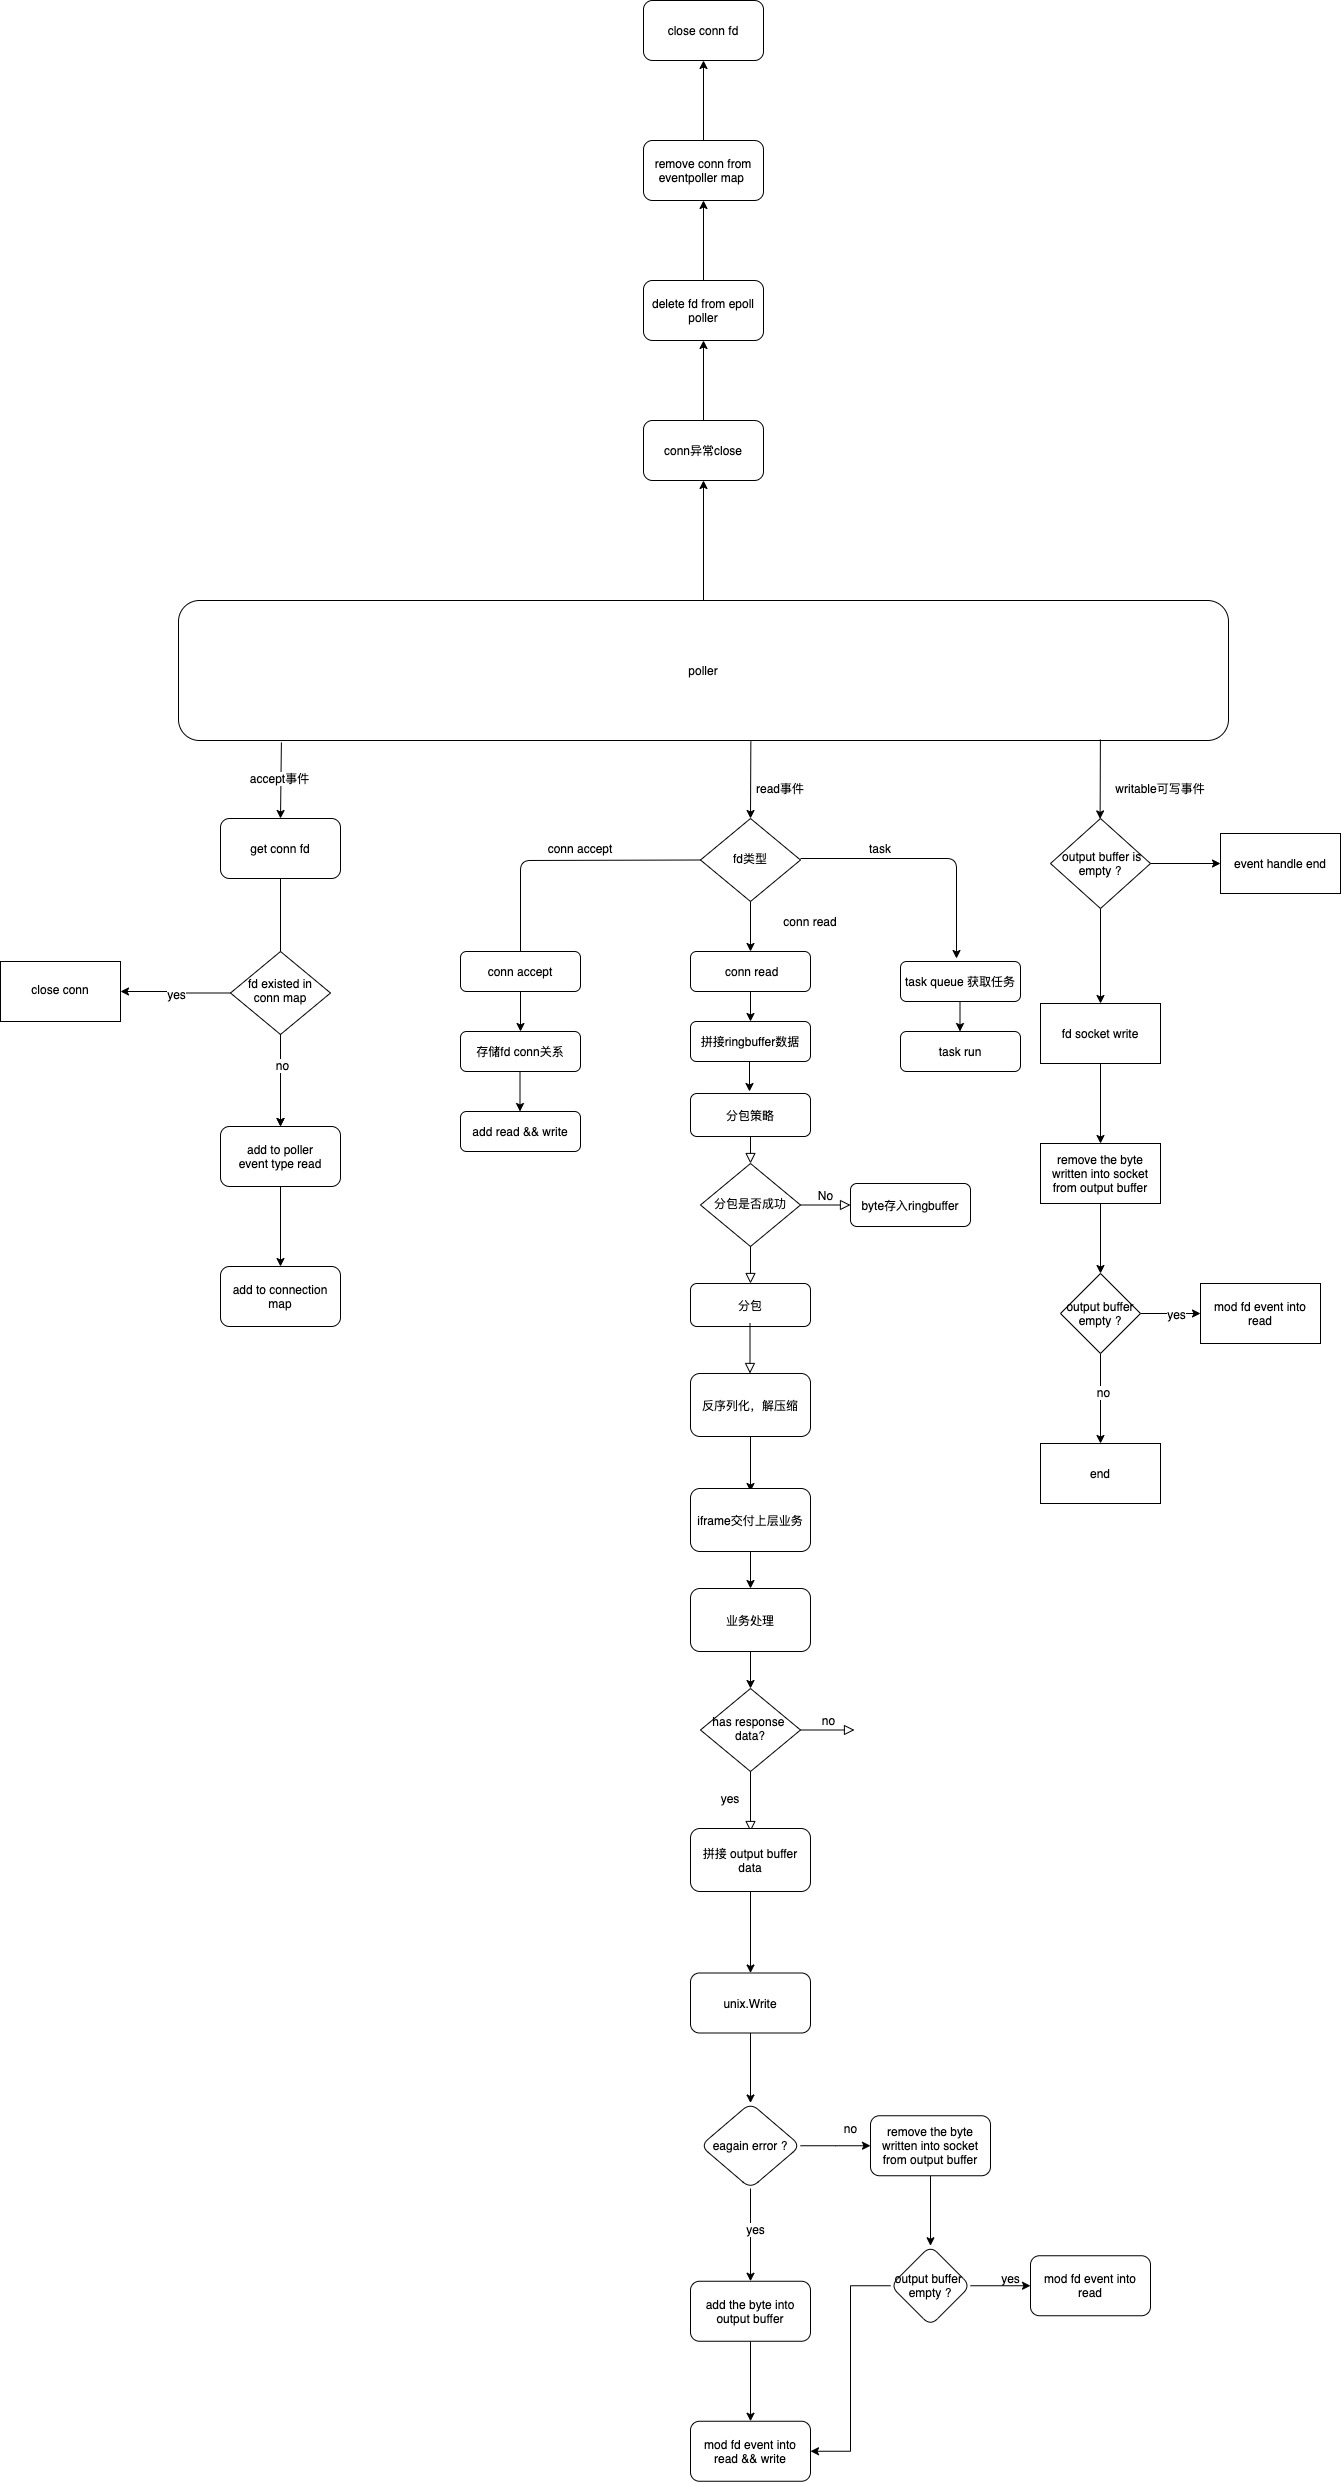 close conn fd
remove conn from
eventpoller map
delete fd from epoll
poller
conn异常close
poller
accept事件
read事件
writable可写事件
get conn fd
conn accept
fd类型
task
output buffer is
empty ?
event handle end
conn read
close conn
yes
fd existed in
conn map
conn accept
conn read
task queue 获取任务
fd socket write
no
存储fd conn关系
拼接ringbuffer数据
task run
add to poller
event type read
add read && write
分包策略
remove the byte
written into socket
from output buffer
分包是否成功
No
byte存入ringbuffer
add to connection
map
分包
output buffer
empty ?
yes
mod fd event into
read
no
反序列化，解压缩
end
iframe交付上层业务
业务处理
has response
data?
no
yes
拼接 output buffer
data
unix.Write
eagain error ?
no
remove the byte
written into socket
from output buffer
yes
output buffer
empty ?
yes
mod fd event into
read
add the byte into
output buffer
mod fd event into
read && write